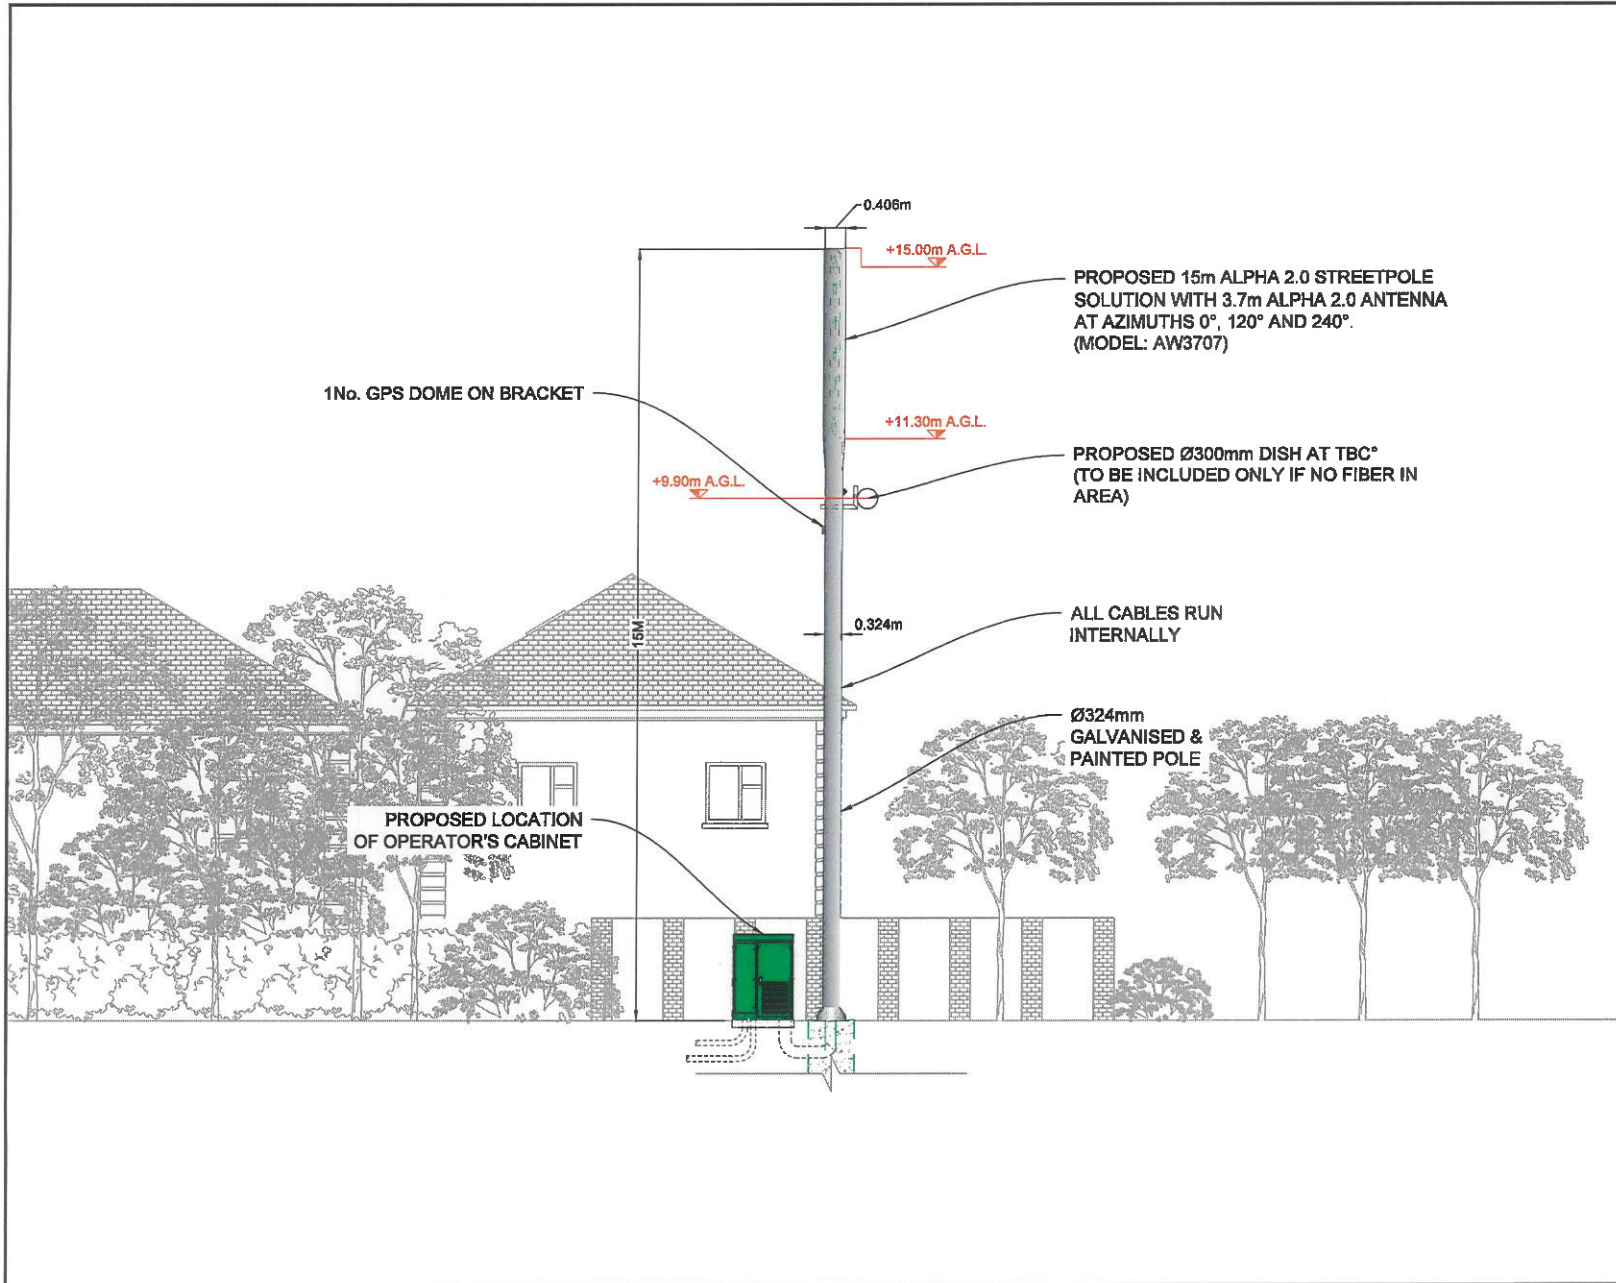 0.406m
+15.00m A.G.L.
PROPOSED 15m ALPHA 2.0 STREETPOLE
SOLUTION WITH 3.7m ALPHA 2.0 ANTENNA
AT AZIMUTHS 0°, 120° AND 240°.
(MODEL: AW3707)
1No. GPS DOME ON BRACKET
+11.30m A.G.L.
PROPOSED Ø300mm DISH AT TBC°
(TO BE INCLUDED ONLY IF NO FIBER IN
AREA)
+9.90m A.G.L.
15M
0.324m
ALL CABLES RUN
INTERNALLY
Ø324mm
GALVANISED &
PAINTED POLE
PROPOSED LOCATION
OF OPERATOR'S CABINET